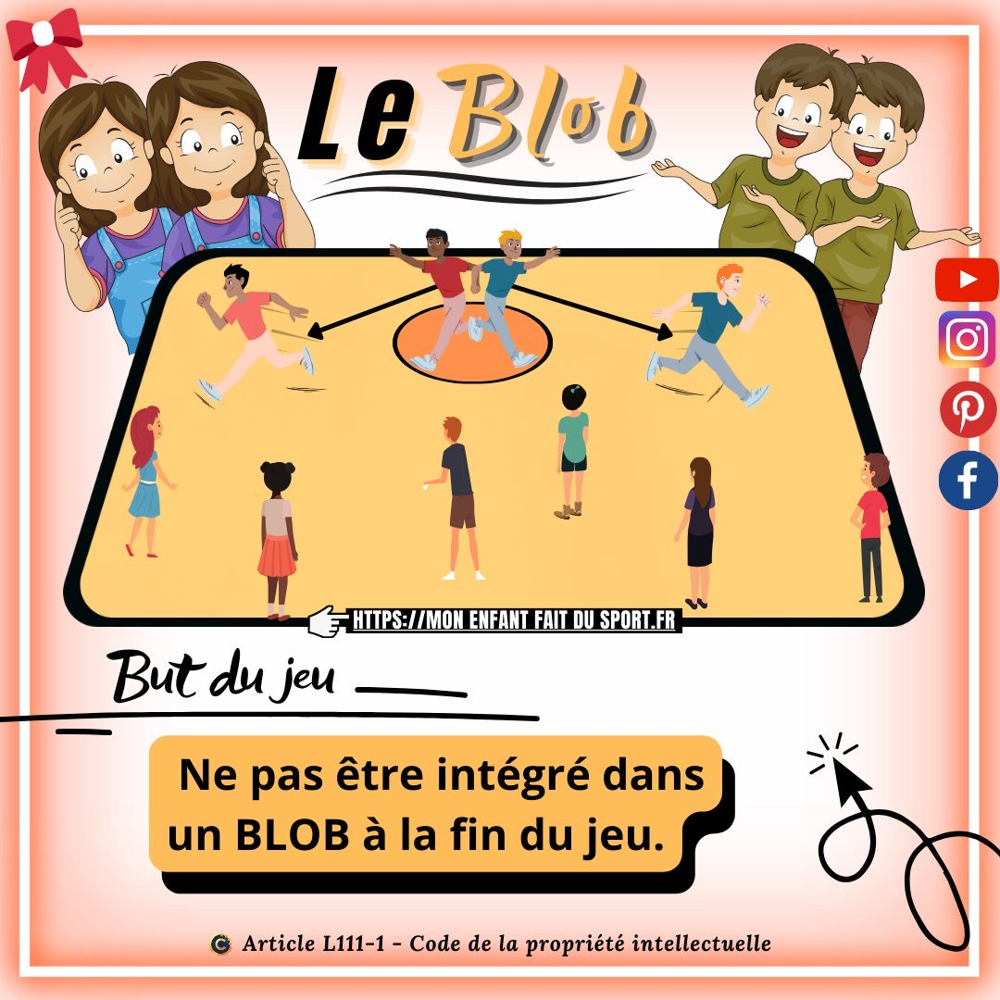 Le Blob
HTTPS://MON ENFANT FAIT DU SPORT.FR
But du jeu
Ne pas être intégré dans
un BLOB à la fin du jeu.
© Article L111-1 - Code de la propriété intellectuelle